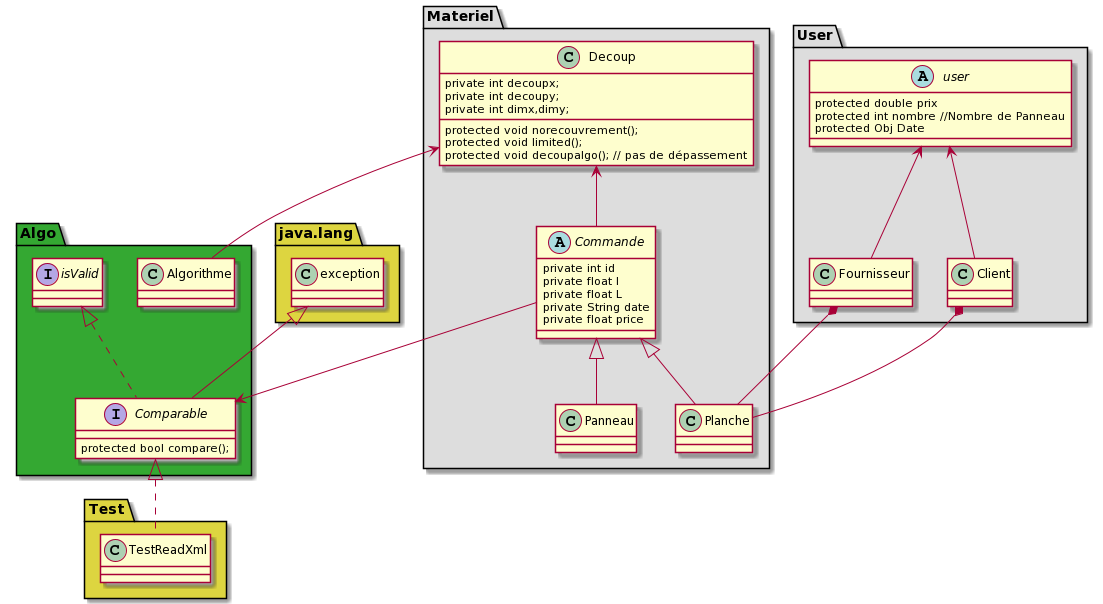 Materiel
C Decoup
private int decoupx;
private int decoupy;
private int dimx,dimy;
protected void norecouvrement();
protected void limited();
protected void decoupalgo(); // pas de dépassement
User
A user
protected double prix
protected int nombre //Nombre de Panneau
protected Obj Date
Algo
I isValid
C Algorithme
java.lang
C exception
A Commande
private int id
private float l
private float L
private String date
private float price
C Fournisseur
C Client
I Comparable
protected bool compare();
C Panneau
C Planche
Test
C TestReadXml